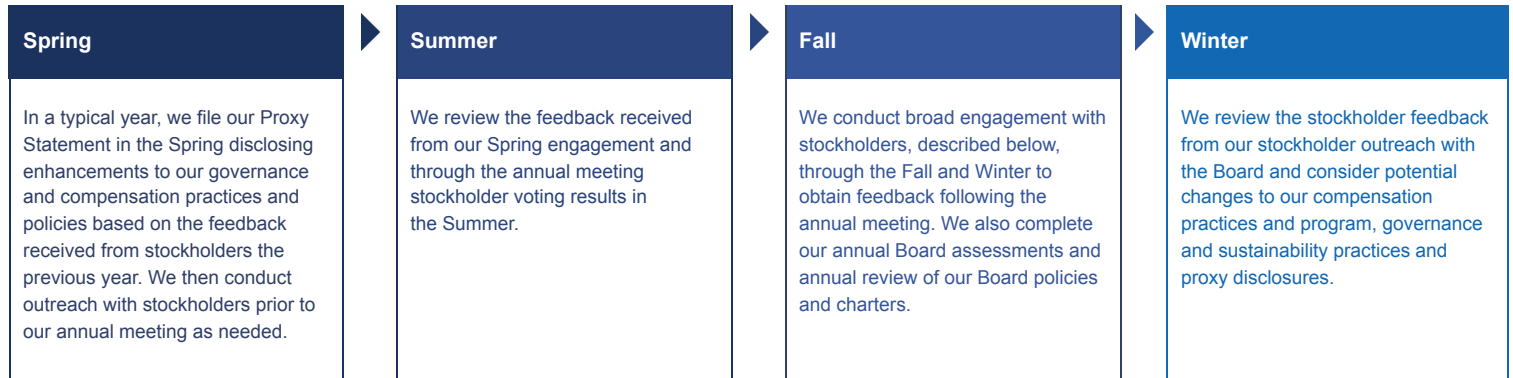 Spring
In a typical year, we file our Proxy
Statement in the Spring disclosing
enhancements to our governance
and compensation practices and
policies based on the feedback
received from stockholders the
previous year. We then conduct
outreach with stockholders prior to
our annual meeting as needed.
Summer
We review the feedback received
from our Spring engagement and
through the annual meeting
stockholder voting results in
the Summer.
Fall
We conduct broad engagement with
stockholders, described below,
through the Fall and Winter to
obtain feedback following the
annual meeting. We also complete
our annual Board assessments and
annual review of our Board policies
and charters.
Winter
We review the stockholder feedback
from our stockholder outreach with
the Board and consider potential
changes to our compensation
practices and program, governance
and sustainability practices and
proxy disclosures.